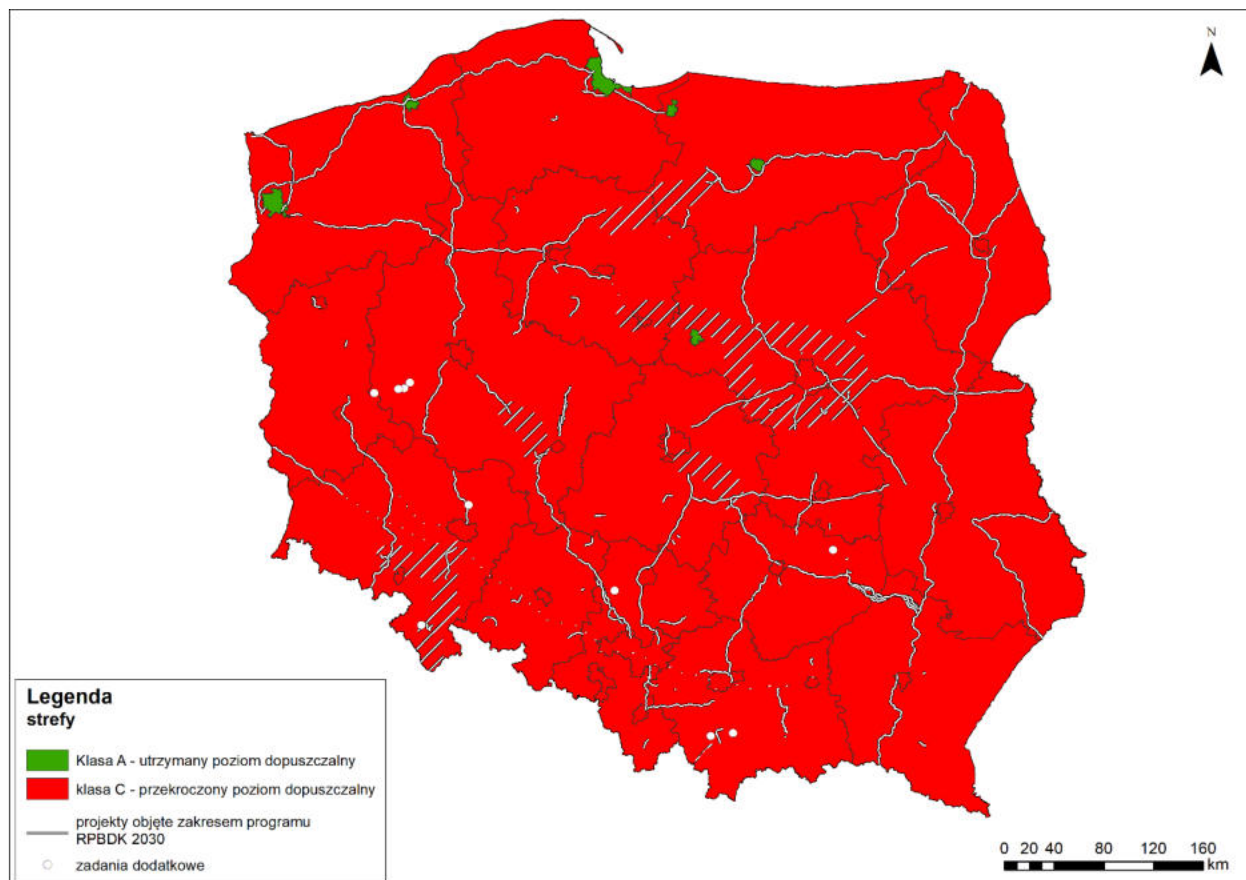 N
Legenda
strefy
Klasa A - utrzymany poziom dopuszczalny
klasa C - przekroczony poziom dopuszczalny
projekty objęte zakresem programu
RPBDK 2030
zadania dodatkowe
0 10 20 40 80 120 160
km